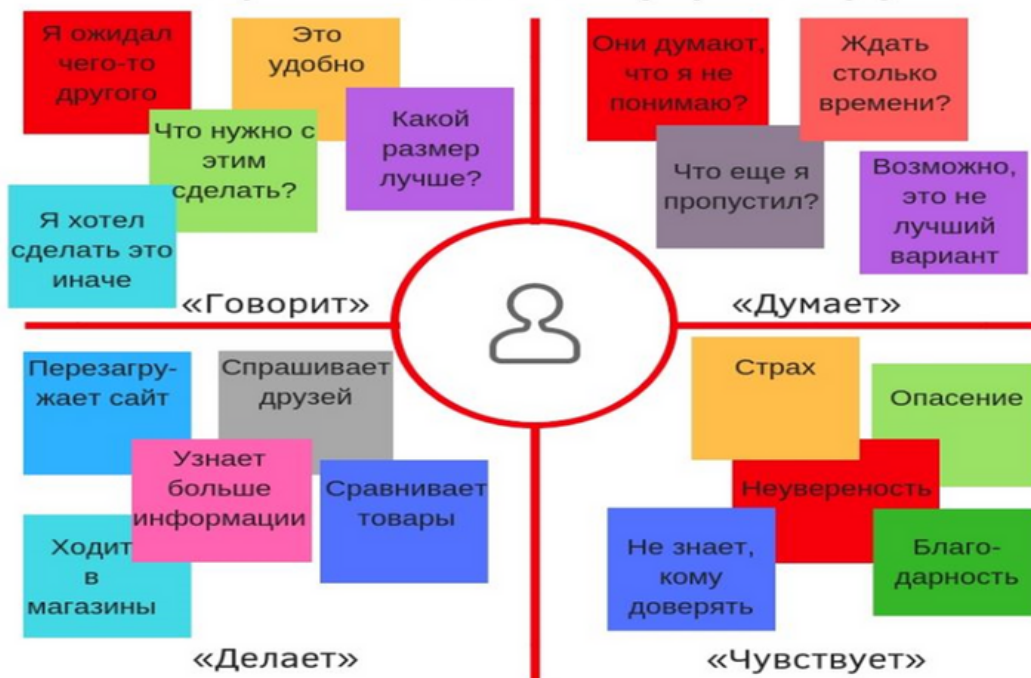 Я ожидал
чего-то
другого
Это
удобно
Что нужно с
этим
сделать?
Какой
размер
лучше?
Я хотел
сделать это
иначе
«Говорит»
Они думают,
что я не
понимаю?
Ждать
столько
времени?
Что еще я
пропустил?
Возможно,
это не
лучший
вариант
«Думает»
Перезагру-
жает сайт
Спрашивает
друзей
Узнает
больше
информации
Сравнивает
товары
Ходит
в
магазины
«Делает»
Страх
Опасение
Неувереность
Не знает,
кому
доверять
Благо-
дарность
«Чувствует»